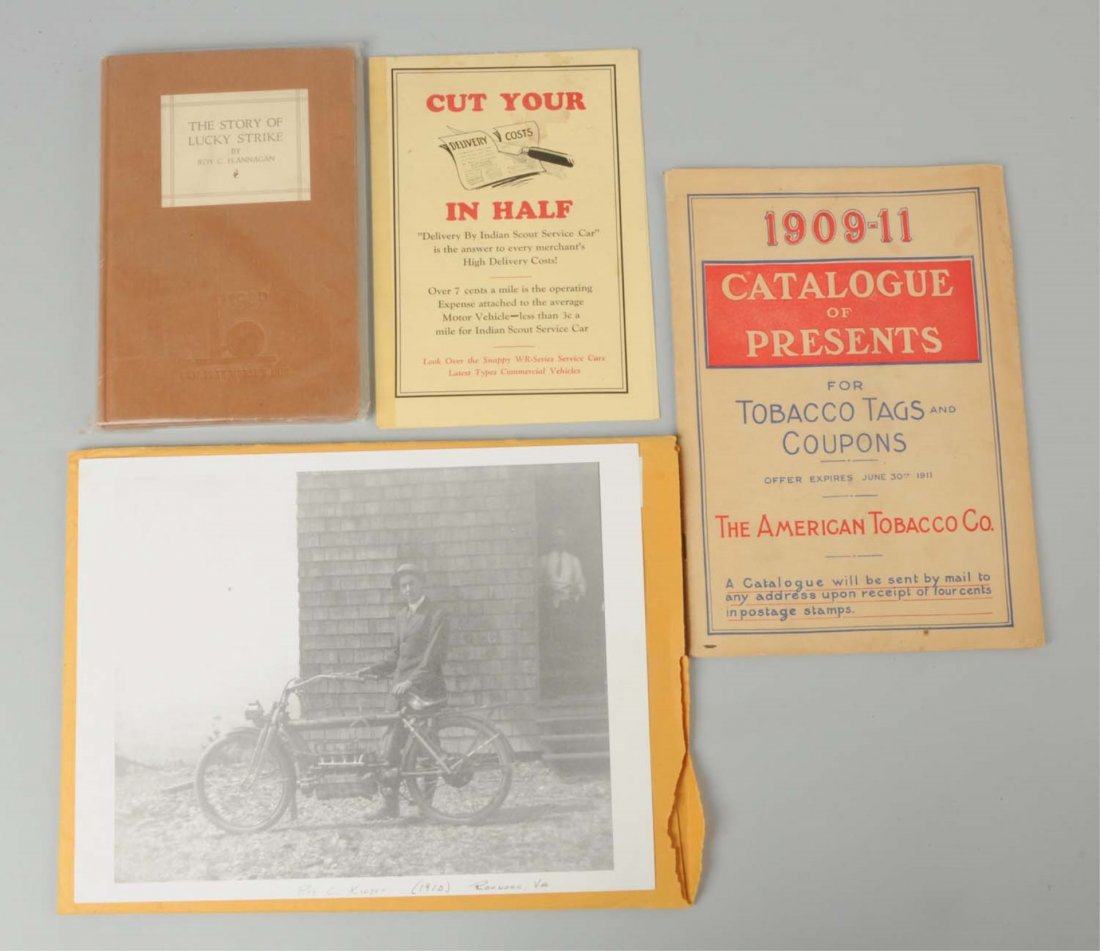 THE STORY OF
LUCKY STRIKE
BY
ROY C. FLANNAGAN
CUT YOUR
DELIVERY COSTS
IN HALF
"Delivery By Indian Scout Service Car"
is the answer to every merchant's
High Delivery Costs!
Over 7 cents a mile is the operating
Expense attached to the average
Motor Vehicle—less than 3c a
mile for Indian Scout Service Car
Look Over the Snappy WR-Series Service Cars
Latest Types Commercial Vehicles
1909-11
CATALOGUE
OF
PRESENTS
FOR
TOBACCO TAGS AND
COUPONS
OFFER EXPIRES JUNE 30TH 1911
THE AMERICAN TOBACCO CO.
A Catalogue will be sent by mail to
any address upon receipt of four cents
in postage stamps.
(1910) Roanoke, VA